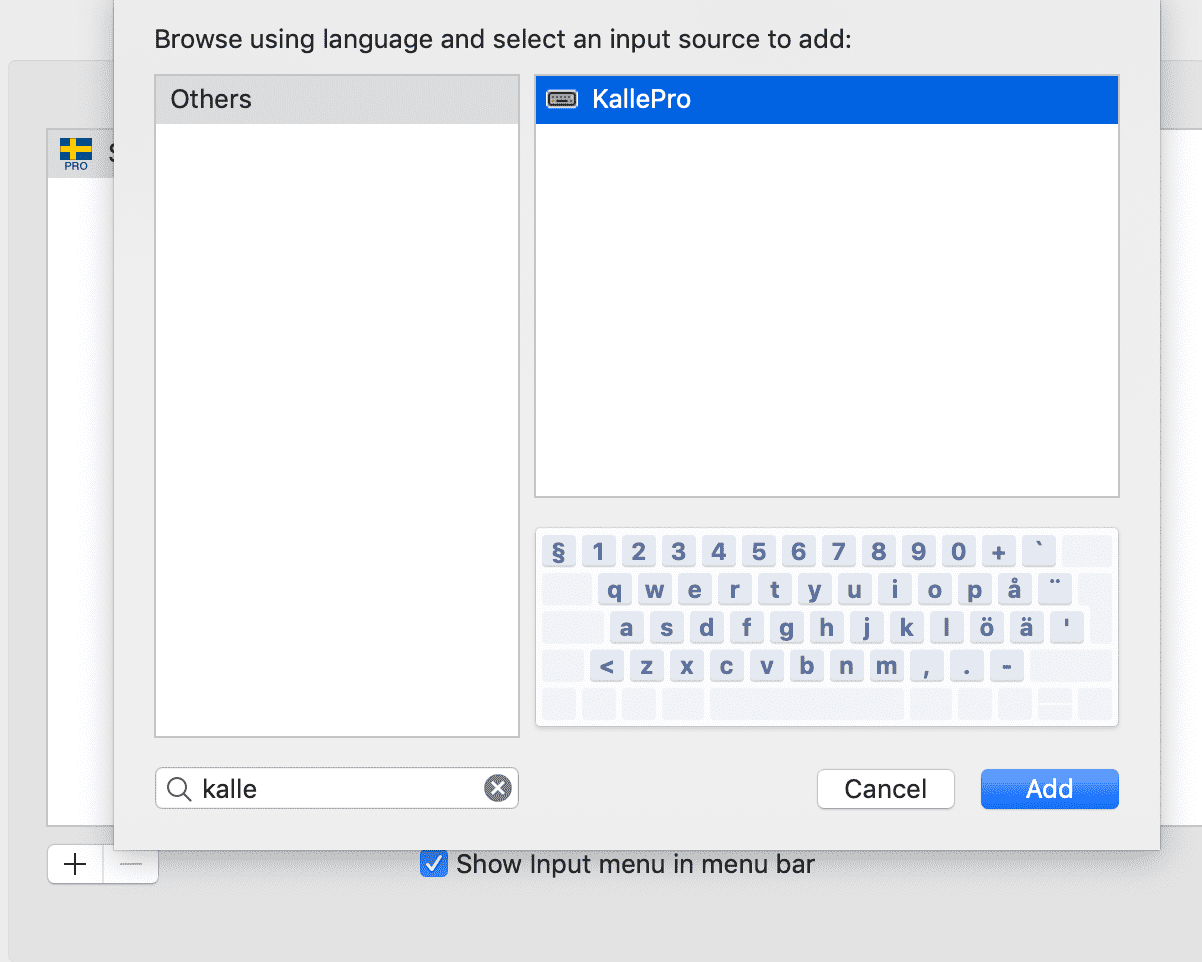 Browse using language and select an input source to add:
Others
KallePro
PRO
§ 1 2 3 4 5 6 7 8 9 0 + `
q w e r t y u i o p å ¨
a s d f g h j k l ö ä '
< z x c v b n m , . -
kalle
Cancel
Add
Show Input menu in menu bar